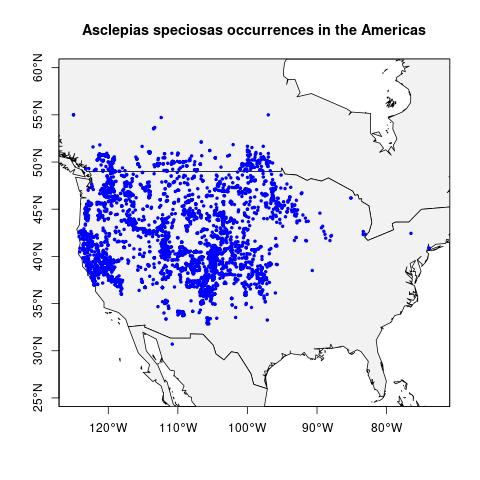 Asclepias speciosas occurrences in the Americas
60°N
55°N
50°N
45°N
40°N
35°N
30°N
25°N
120°W 110°W 100°W 90°W 80°W